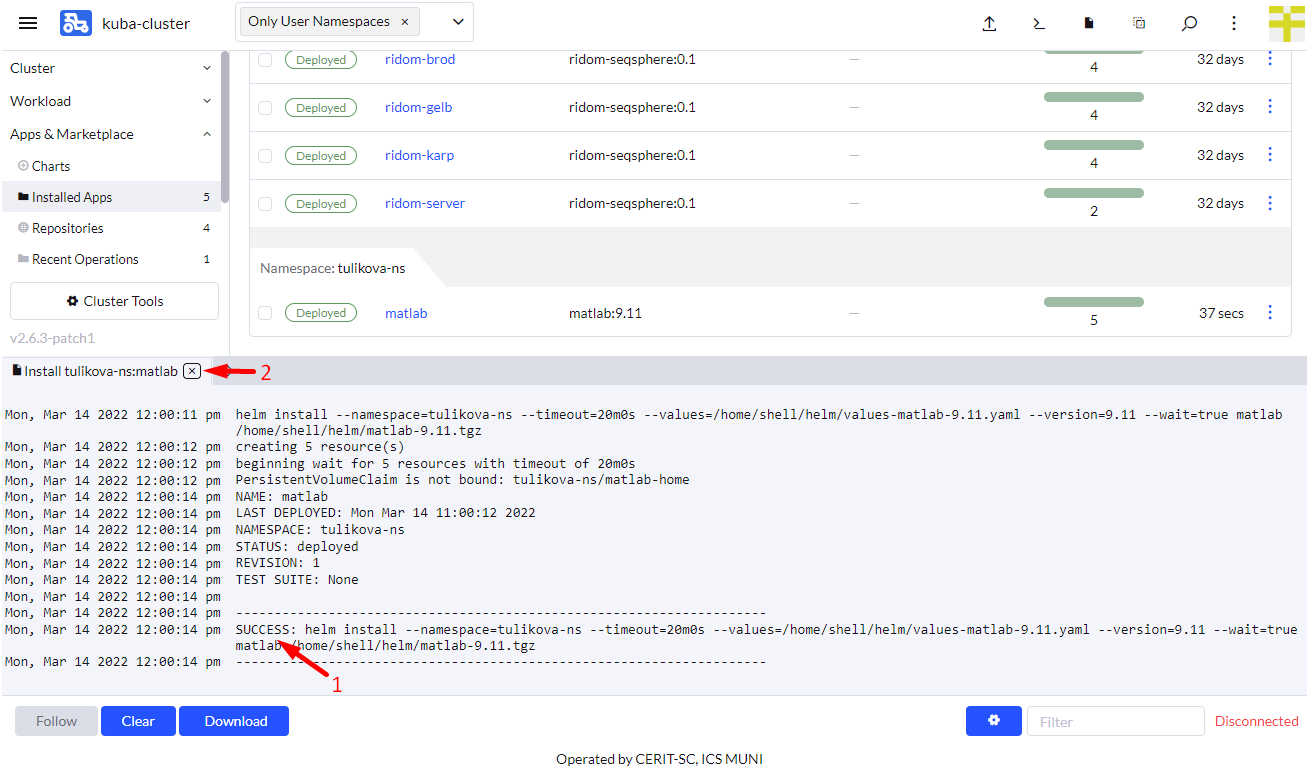 kuba-cluster
Only User Namespaces ×
Cluster
Workload
Apps & Marketplace
Charts
Installed Apps 5
Repositories 4
Recent Operations 1
Cluster Tools
v2.6.3-patch1
ridom-brod ridom-seqsphere:0.1 — 4 32 days
Deployed
Deployed ridom-gelb ridom-seqsphere:0.1 — 4 32 days
Deployed ridom-karp ridom-seqsphere:0.1 — 4 32 days
Deployed ridom-server ridom-seqsphere:0.1 — 2 32 days
Namespace: tulikova-ns
Deployed matlab matlab:9.11 — 5 37 secs
Install tulikova-ns:matlab 2
Mon, Mar 14 2022 12:00:11 pm helm install --namespace=tulikova-ns --timeout=20m0s --values=/home/shell/helm/values-matlab-9.11.yaml --version=9.11 --wait=true matlab
/home/shell/helm/matlab-9.11.tgz
Mon, Mar 14 2022 12:00:12 pm creating 5 resource(s)
Mon, Mar 14 2022 12:00:12 pm beginning wait for 5 resources with timeout of 20m0s
Mon, Mar 14 2022 12:00:12 pm PersistentVolumeClaim is not bound: tulikova-ns/matlab-home
Mon, Mar 14 2022 12:00:14 pm NAME: matlab
Mon, Mar 14 2022 12:00:14 pm LAST DEPLOYED: Mon Mar 14 11:00:12 2022
Mon, Mar 14 2022 12:00:14 pm NAMESPACE: tulikova-ns
Mon, Mar 14 2022 12:00:14 pm STATUS: deployed
Mon, Mar 14 2022 12:00:14 pm REVISION: 1
Mon, Mar 14 2022 12:00:14 pm TEST SUITE: None
Mon, Mar 14 2022 12:00:14 pm
Mon, Mar 14 2022 12:00:14 pm ---------------------------------------------------------------------
Mon, Mar 14 2022 12:00:14 pm SUCCESS: helm install --namespace=tulikova-ns --timeout=20m0s --values=/home/shell/helm/values-matlab-9.11.yaml --version=9.11 --wait=true
matlab /home/shell/helm/matlab-9.11.tgz
Mon, Mar 14 2022 12:00:14 pm ---------------------------------------------------------------------
1
Follow Clear Download Filter Disconnected
Operated by CERIT-SC, ICS MUNI